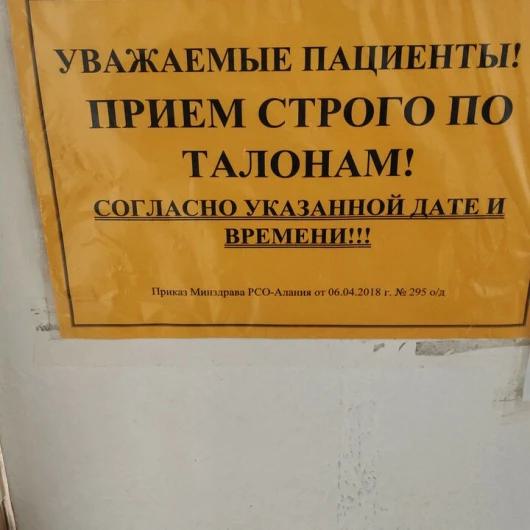 УВАЖАЕМЫЕ ПАЦИЕНТЫ!
ПРИЕМ СТРОГО ПО
ТАЛОНАМ!
СОГЛАСНО УКАЗАННОЙ ДАТЕ И
ВРЕМЕНИ!!!
Приказ Минздрава РСО-Алания от 06.04.2018 г. № 295 о/д